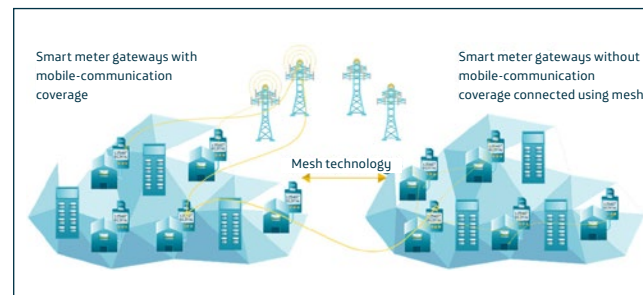 Smart meter gateways with
mobile-communication
coverage
Smart meter gateways without
mobile-communication
coverage connected using mesh
Mesh technology